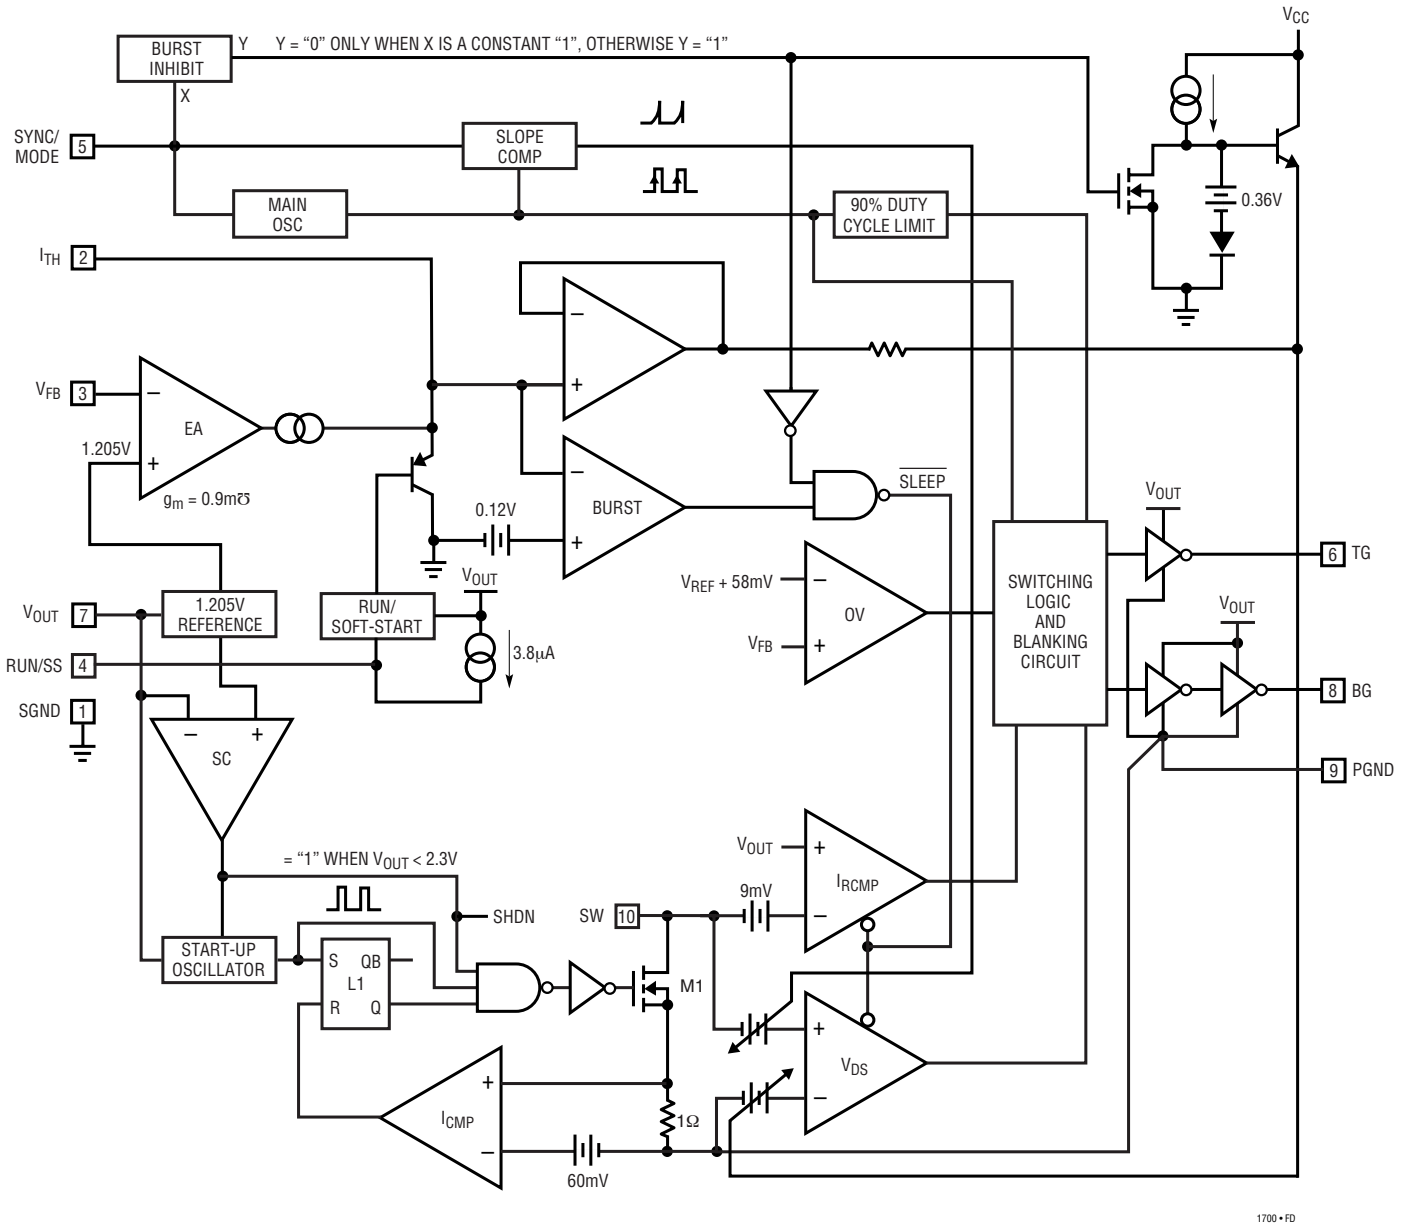 V_CC
BURST
INHIBIT
Y
Y = “0” ONLY WHEN X IS A CONSTANT “1”, OTHERWISE Y = “1”
X
SYNC/
MODE
5
SLOPE
COMP
0.36V
MAIN
OSC
90% DUTY
CYCLE LIMIT
I_TH
2
−
+
V_FB
3
−
EA
1.205V
+
g_m = 0.9m℧
−
BURST
+
0.12V
SLEEP
V_OUT
6
TG
V_REF + 58mV
−
OV
V_FB
+
SWITCHING
LOGIC
AND
BLANKING
CIRCUIT
V_OUT
V_OUT
7
1.205V
REFERENCE
RUN/
SOFT-START
V_OUT
3.8µA
RUN/SS
4
SGND
1
8
BG
−
+
SC
9
PGND
= “1” WHEN V_OUT < 2.3V
V_OUT
+
I_RCMP
−
9mV
SHDN
SW
10
START-UP
OSCILLATOR
S
QB
L1
R
Q
M1
+
V_DS
−
+
I_CMP
−
1Ω
60mV
1700 • FD